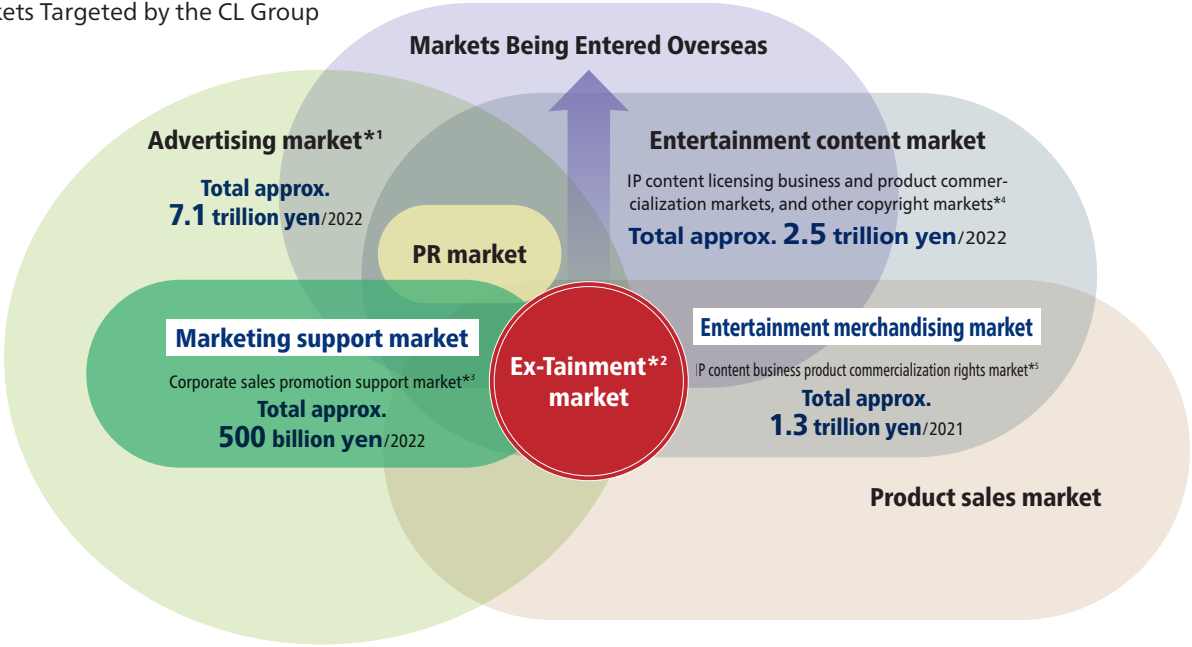 kets Targeted by the CL Group
Markets Being Entered Overseas
Advertising market*1
Total approx.
7.1 trillion yen/2022
Entertainment content market
IP content licensing business and product commer-
cialization markets, and other copyright markets*4
Total approx. 2.5 trillion yen/2022
PR market
Marketing support market
Corporate sales promotion support market*3
Total approx.
500 billion yen/2022
Ex-Tainment*2
market
Entertainment merchandising market
IP content business product commercialization rights market*5
Total approx.
1.3 trillion yen/2021
Product sales market